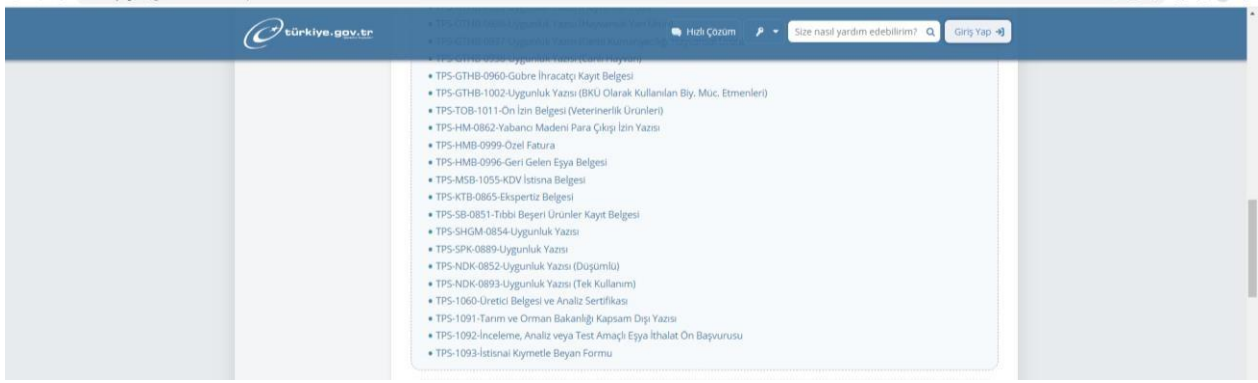 türkiye.gov.tr
Hızlı Çözüm
Size nasıl yardım edebilirim?
Giriş Yap
TPS-GTHB-0960-Gübre İhracatçı Kayıt Belgesi
TPS-GTHB-1002-Uygunluk Yazısı (BKÜ Olarak Kullanılan Biy. Müc. Etmenleri)
TPS-TOB-1011-Ön İzin Belgesi (Veterinerlik Ürünleri)
TPS-HM-0862-Yabancı Madeni Para Çıkışı İzin Yazısı
TPS-HMB-0999-Özel Fatura
TPS-HMB-0996-Geri Gelen Eşya Belgesi
TPS-MSB-1055-KDV İstisna Belgesi
TPS-KTB-0865-Ekspertiz Belgesi
TPS-SB-0851-Tıbbi Beşeri Ürünler Kayıt Belgesi
TPS-SHGM-0854-Uygunluk Yazısı
TPS-SPK-0889-Uygunluk Yazısı
TPS-NDK-0852-Uygunluk Yazısı (Düşümlü)
TPS-NDK-0893-Uygunluk Yazısı (Tek Kullanım)
TPS-1060-Üretici Belgesi ve Analiz Sertifikası
TPS-1091-Tarım ve Orman Bakanlığı Kapsam Dışı Yazısı
TPS-1092-İnceleme, Analiz veya Test Amaçlı Eşya İthalat Ön Başvurusu
TPS-1093-İstisnai Kıymetle Beyan Formu